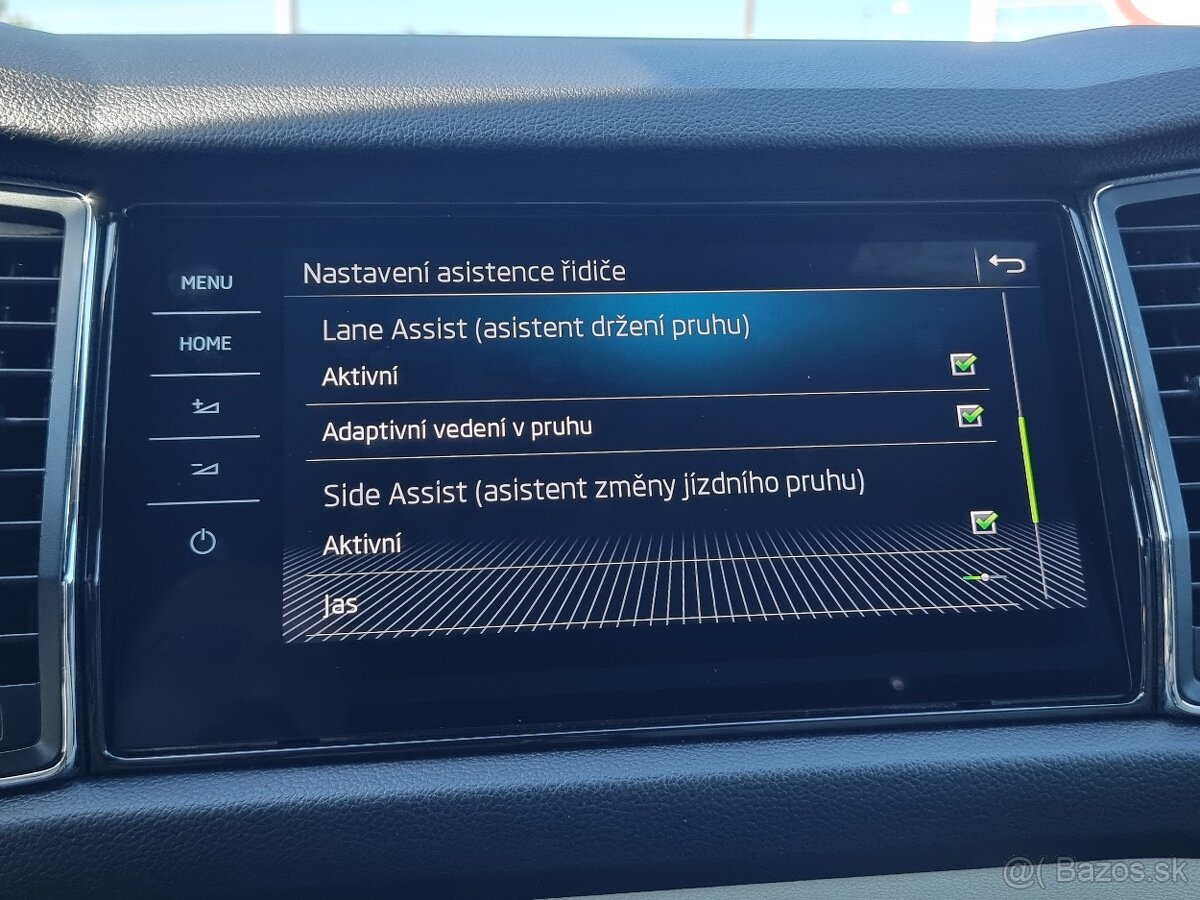 MENU
HOME
Nastavení asistence řidiče
Lane Assist (asistent držení pruhu)
Aktivní
Adaptivní vedení v pruhu
Side Assist (asistent změny jízdního pruhu)
Aktivní
Jas
@( Bazos.sk